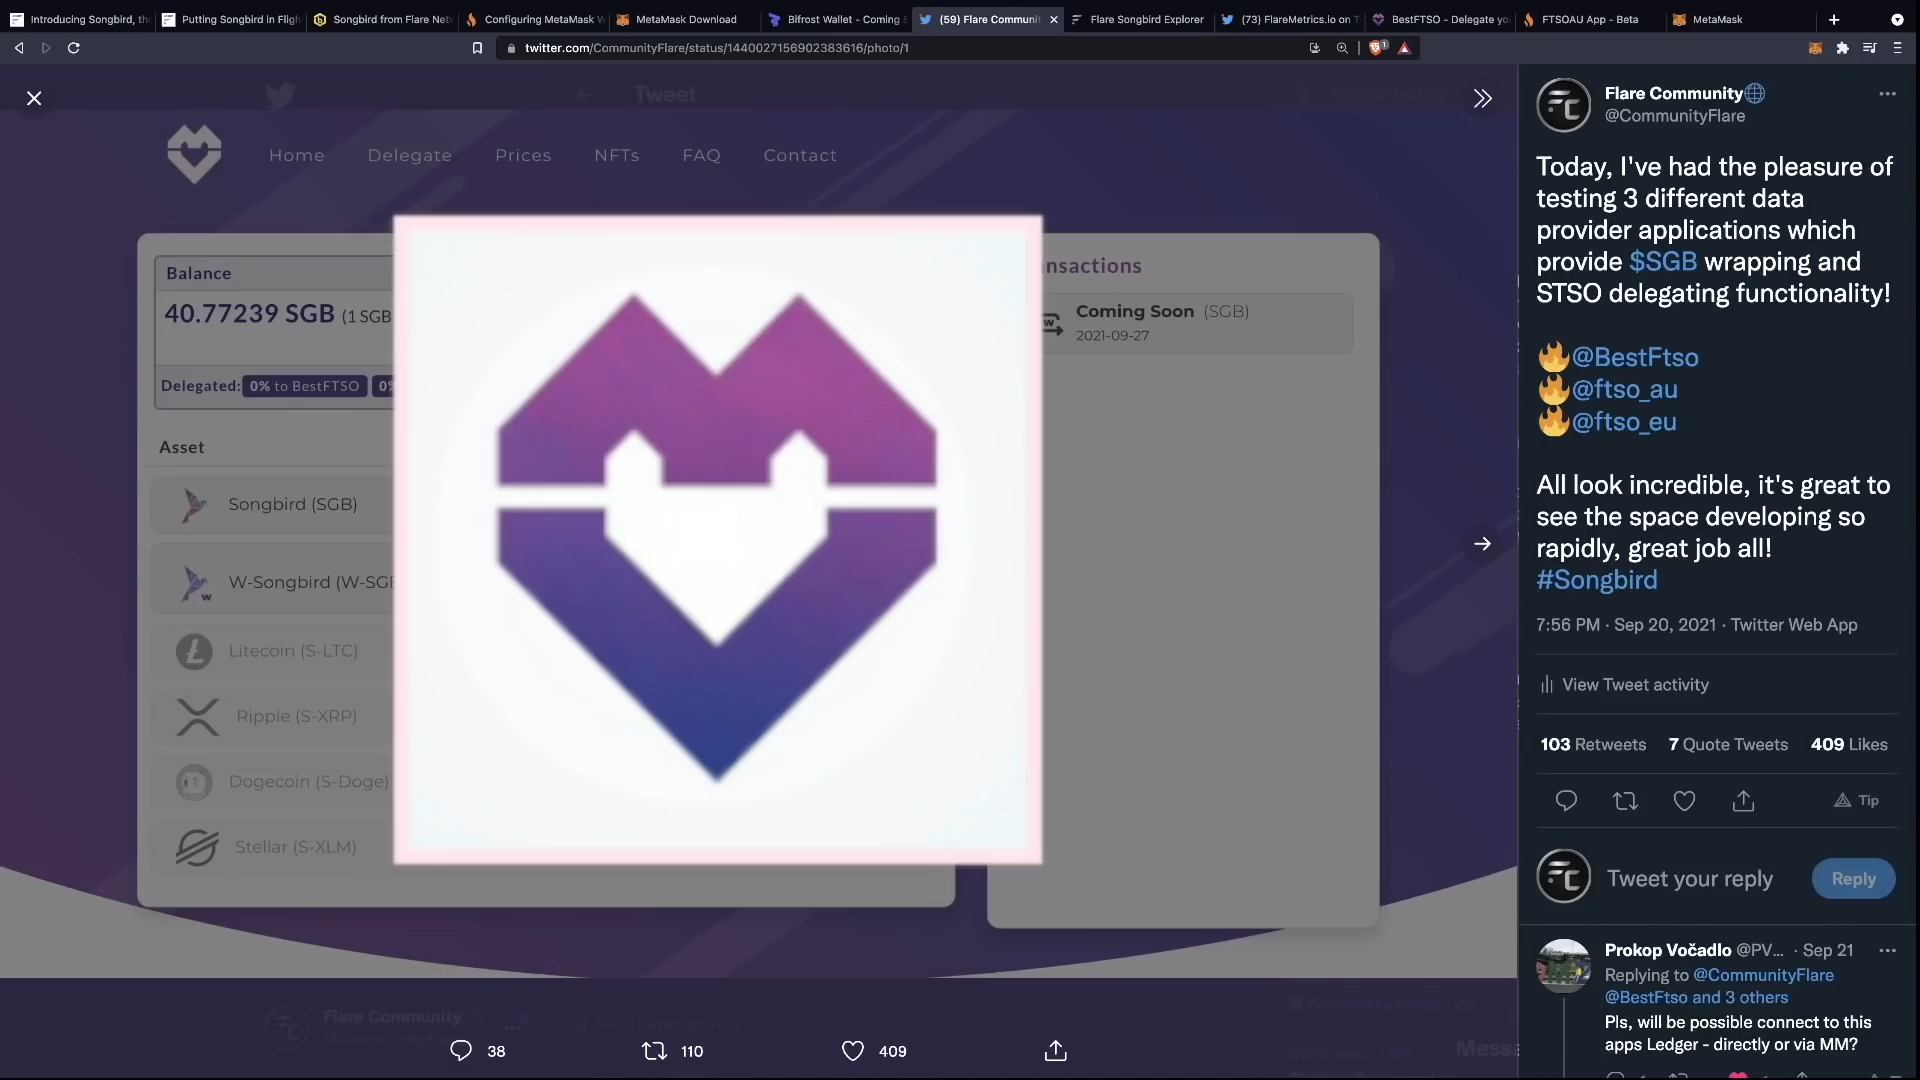 Introducing Songbird, the
Putting Songbird in Fligh
Songbird from Flare Netw
Configuring MetaMask W
MetaMask Download
Bifrost Wallet - Coming S
(59) Flare Communit
Flare Songbird Explorer
(73) FlareMetrics.io on T
BestFTSO - Delegate yo
FTSOAU App - Beta
MetaMask
twitter.com/CommunityFlare/status/1440027156902383616/photo/1
Tweet
Home
Delegate
Prices
NFTs
FAQ
Contact
Balance
40.77239 SGB (1 SGB
Delegated: 0% to BestFTSO 0%
Asset
Songbird (SGB)
W-Songbird (W-SGB
Litecoin (S-LTC)
Ripple (S-XRP)
Dogecoin (S-Doge)
Stellar (S-XLM)
nsactions
Coming Soon (SGB)
2021-09-27
Flare Community
38
110
409
Flare Community
@CommunityFlare
Today, I've had the pleasure of
testing 3 different data
provider applications which
provide $SGB wrapping and
STSO delegating functionality!
@BestFtso
@ftso_au
@ftso_eu
All look incredible, it's great to
see the space developing so
rapidly, great job all!
#Songbird
7:56 PM · Sep 20, 2021 · Twitter Web App
View Tweet activity
103 Retweets 7 Quote Tweets 409 Likes
Tip
Tweet your reply
Reply
Prokop Vočadlo @PV... · Sep 21
Replying to @CommunityFlare
@BestFtso and 3 others
Pls, will be possible connect to this
apps Ledger - directly or via MM?